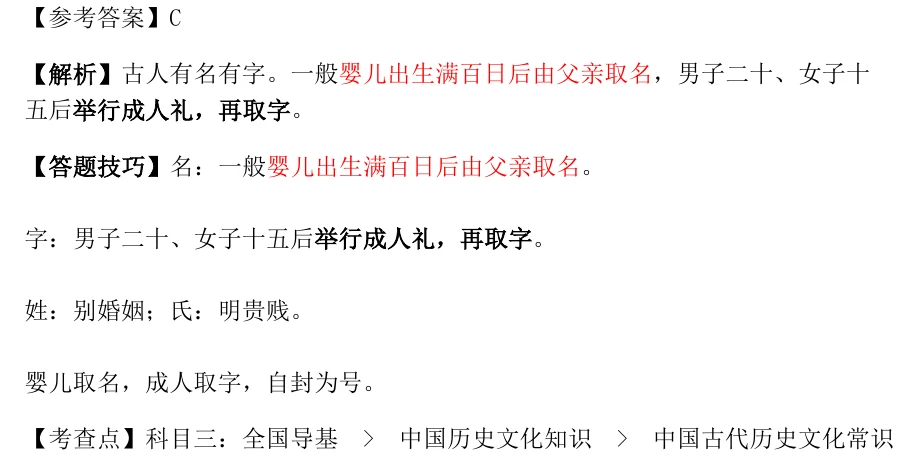 【参考答案】C
【解析】古人有名有字。一般婴儿出生满百日后由父亲取名，男子二十、女子十
五后举行成人礼，再取字。
【答题技巧】名：一般婴儿出生满百日后由父亲取名。
字：男子二十、女子十五后举行成人礼，再取字。
姓：别婚姻；氏：明贵贱。
婴儿取名，成人取字，自封为号。
【考查点】科目三：全国导基 > 中国历史文化知识 > 中国古代历史文化常识